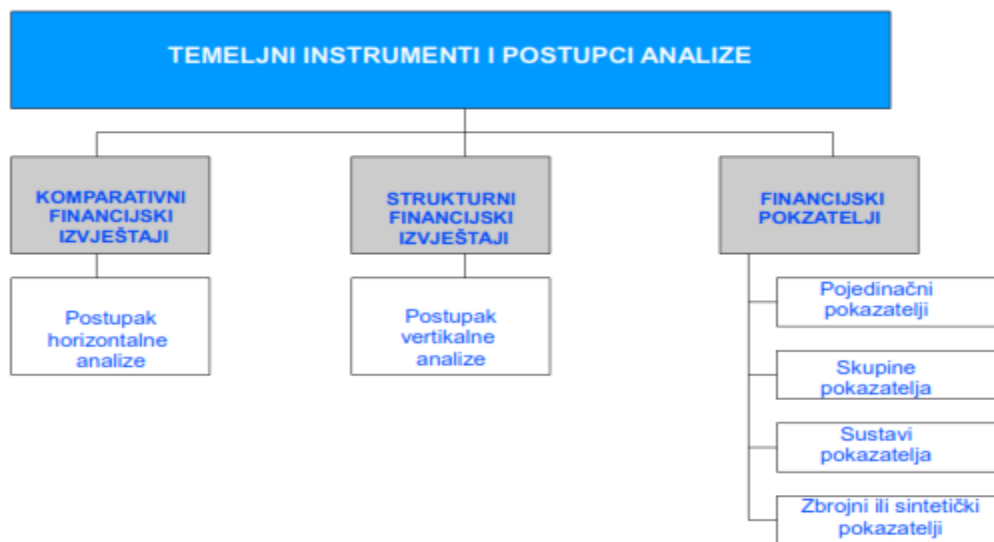 TEMELJNI INSTRUMENTI I POSTUPCI ANALIZE
KOMPARATIVNI
FINANCIJSKI
IZVJEŠTAJI
STRUKTURNI
FINANCIJSKI
IZVJEŠTAJI
FINANCIJSKI
POKZATELJI
Postupak
horizontalne
analize
Postupak
vertikalne
analize
Pojedinačni
pokazatelji
Skupine
pokazatelja
Sustavi
pokazatelja
Zbrojni ili sintetički
pokazatelji